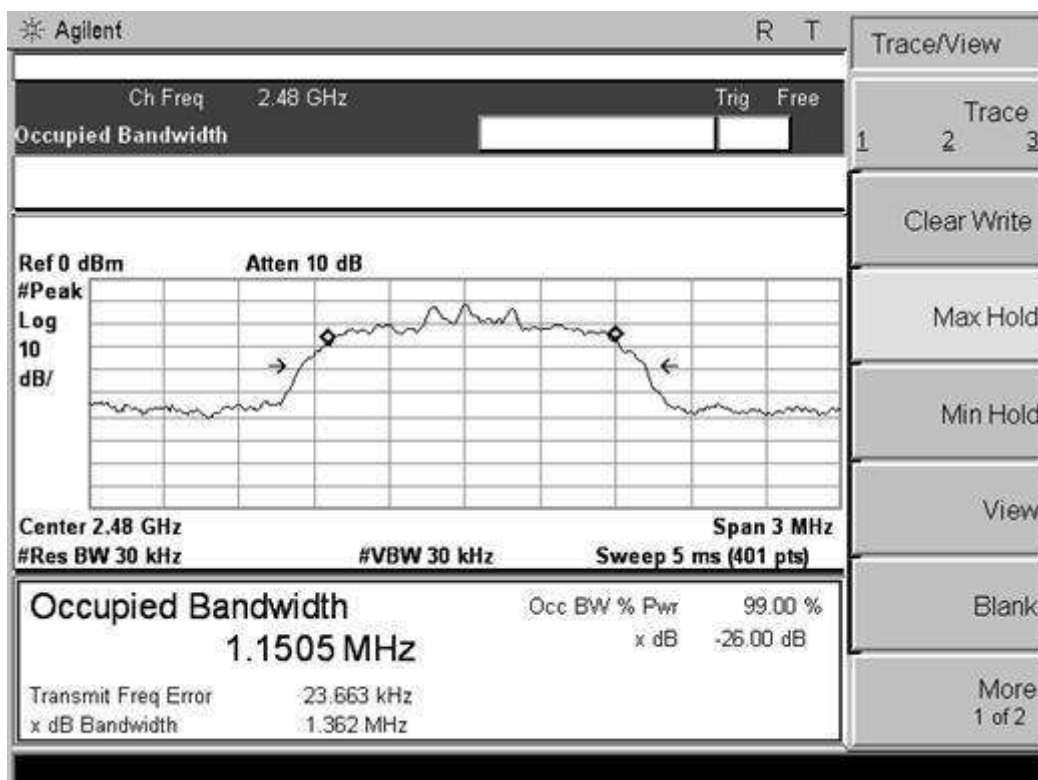 Agilent R T
Trace/View
Ch Freq 2.48 GHz Trig Free
Occupied Bandwidth
Trace
1 2 3
Clear Write
Max Hold
Min Hold
View
Blank
More
1 of 2
Ref 0 dBm Atten 10 dB
#Peak
Log
10
dB/
Center 2.48 GHz Span 3 MHz
#Res BW 30 kHz #VBW 30 kHz Sweep 5 ms (401 pts)
Occupied Bandwidth Occ BW % Pwr 99.00 %
1.1505 MHz x dB -26.00 dB
Transmit Freq Error 23.663 kHz
x dB Bandwidth 1.362 MHz